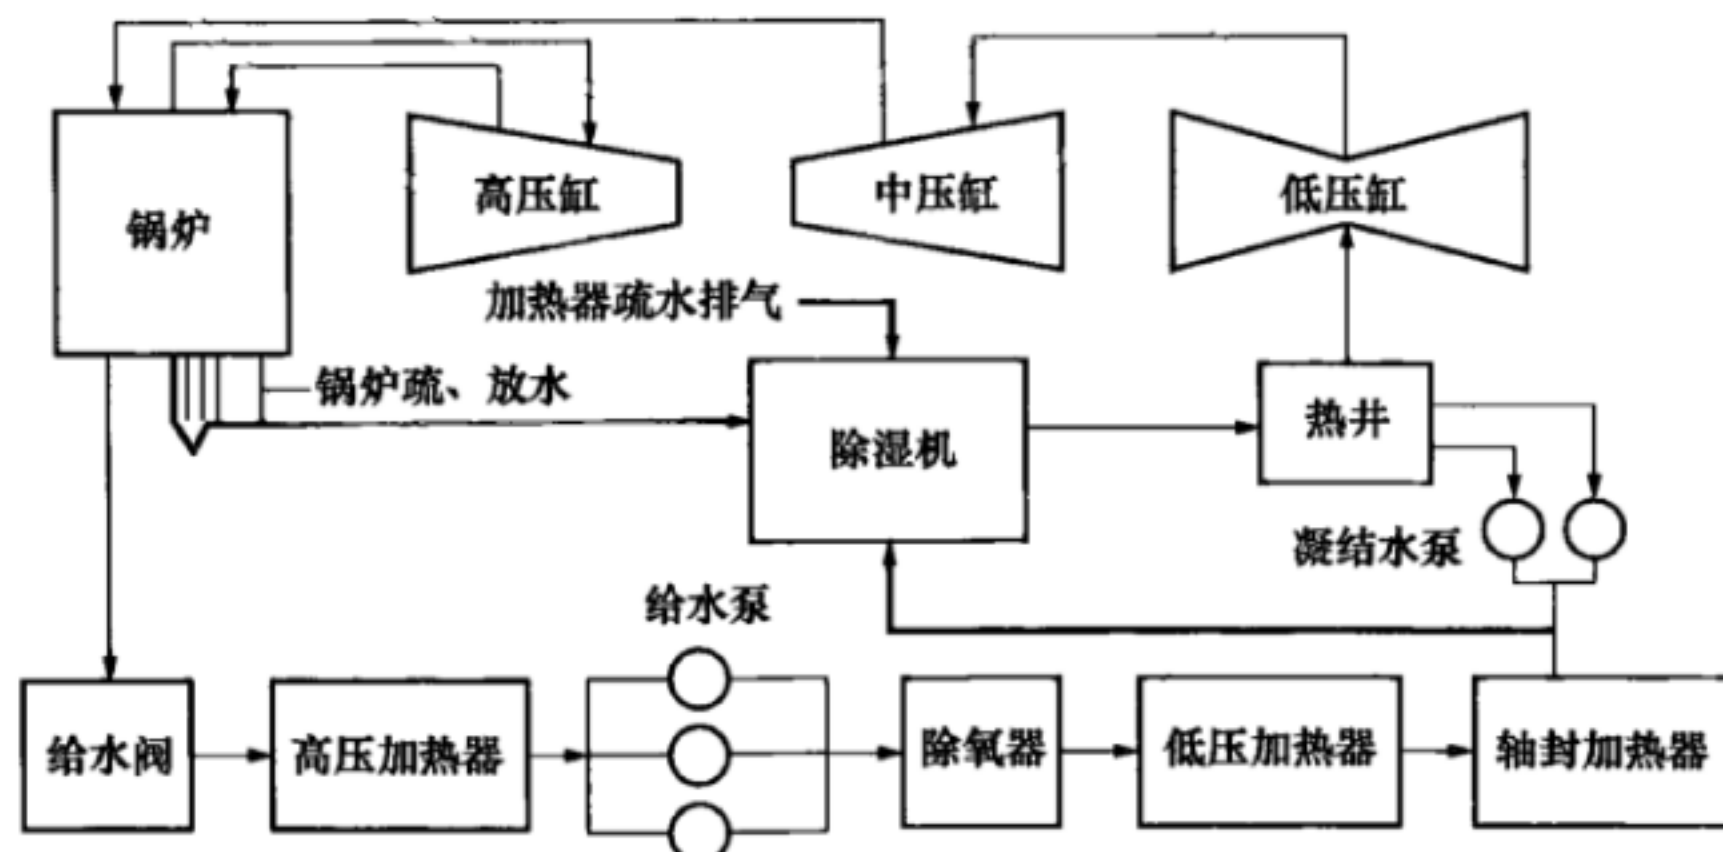 锅炉
高压缸
中压缸
低压缸
加热器疏水排气
锅炉疏、放水
除湿机
热井
凝结水泵
给水泵
给水阀
高压加热器
除氧器
低压加热器
轴封加热器